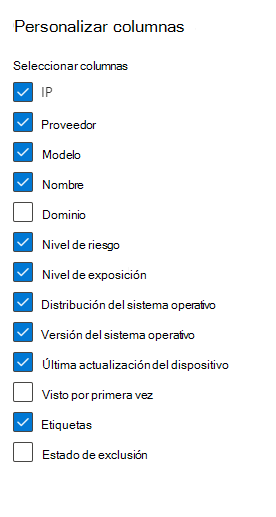 Personalizar columnas
Seleccionar columnas
IP
Proveedor
Modelo
Nombre
Dominio
Nivel de riesgo
Nivel de exposición
Distribución del sistema operativo
Versión del sistema operativo
Última actualización del dispositivo
Visto por primera vez
Etiquetas
Estado de exclusión